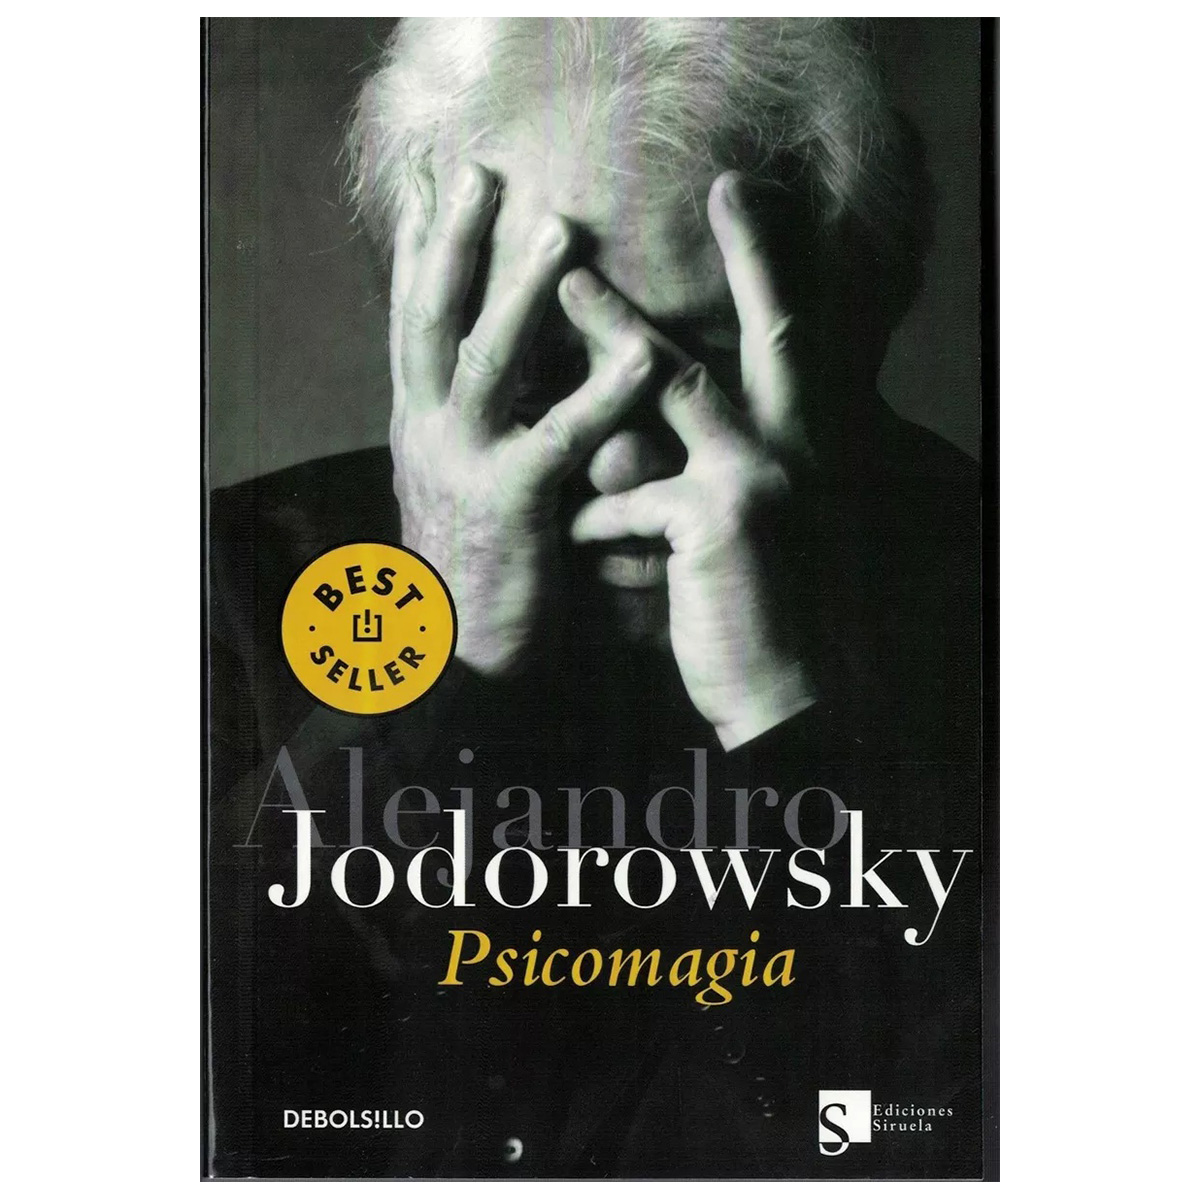 BEST
SELLER
Alejandro
Jodorowsky
Psicomagia
DEBOLS!LLO
S Ediciones
Siruela